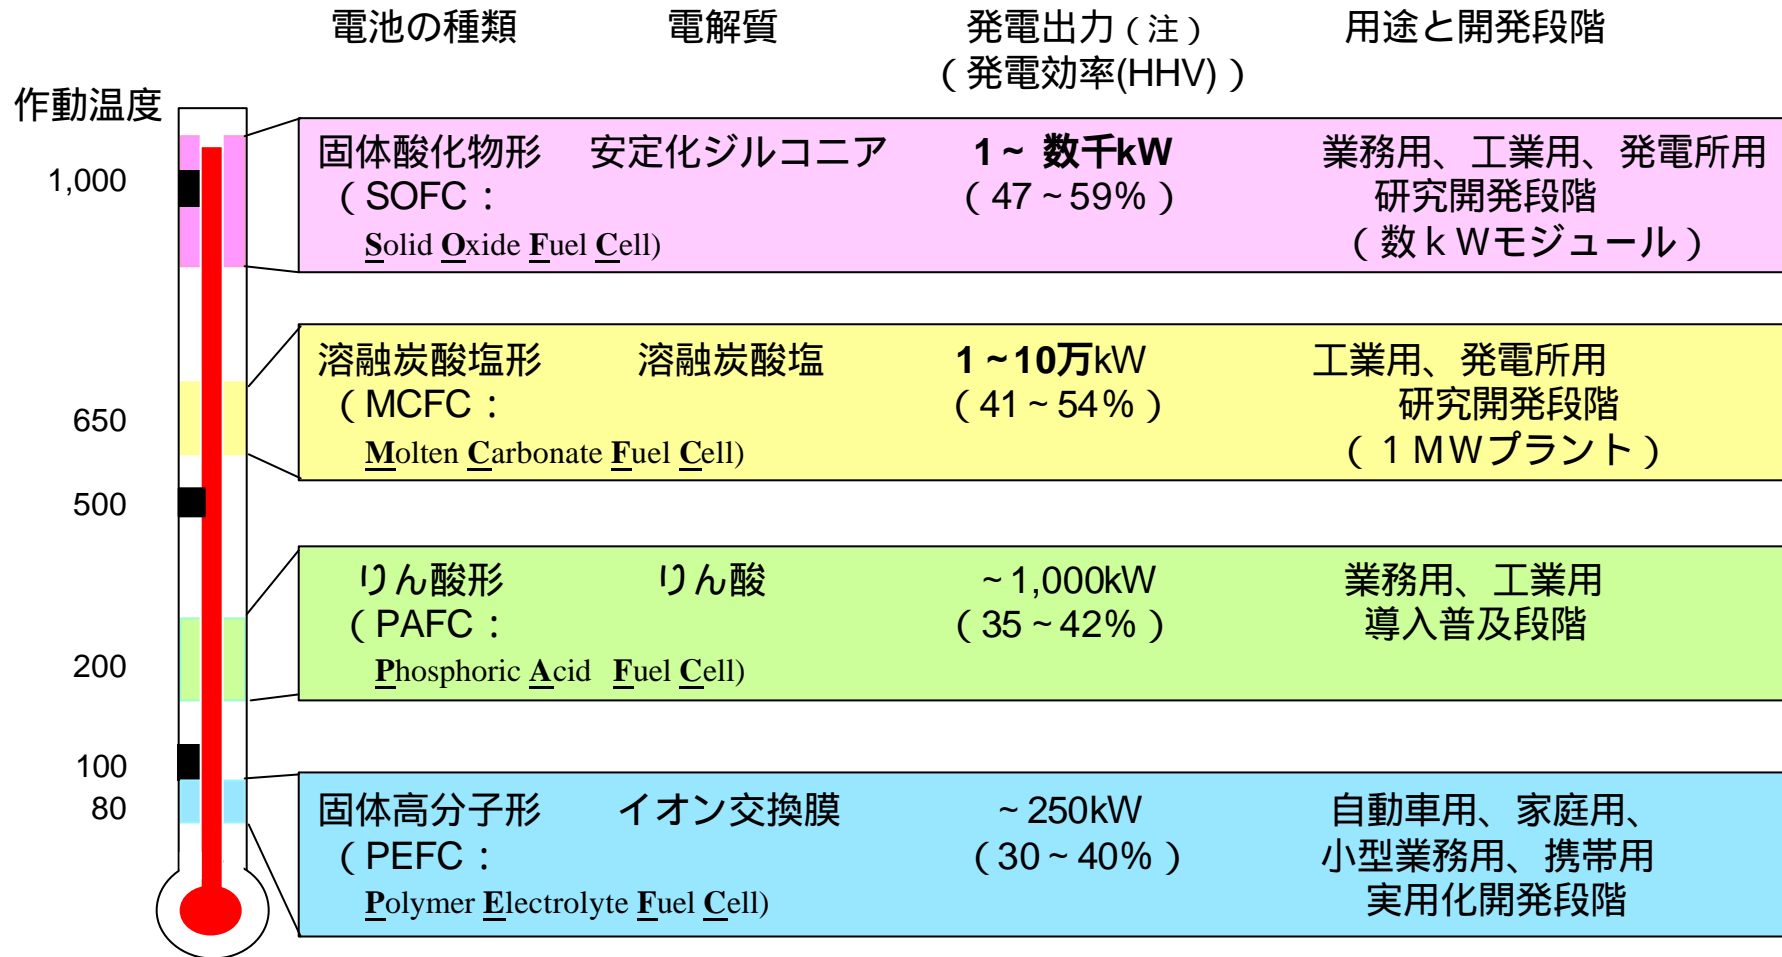 電池の種類 電解質 発電出力（注） 用途と開発段階
（発電効率(HHV)）
作動温度
固体酸化物形 安定化ジルコニア 1～ 数千kW 業務用、工業用、発電所用
1,000
（SOFC： （47～59%） 研究開発段階
Solid Oxide Fuel Cell) （数ｋWモジュール）
溶融炭酸塩形 溶融炭酸塩 1～10万kW 工業用、発電所用
（MCFC： （41～54%） 研究開発段階
650
Molten Carbonate Fuel Cell) （１MWプラント）
500
りん酸形 りん酸 ~1,000kW 業務用、工業用
（PAFC： （35～42%） 導入普及段階
200
Phosphoric Acid Fuel Cell)
100
80
固体高分子形 イオン交換膜 ~250kW 自動車用、家庭用、
（PEFC： （30～40%） 小型業務用、携帯用
Polymer Electrolyte Fuel Cell) 実用化開発段階